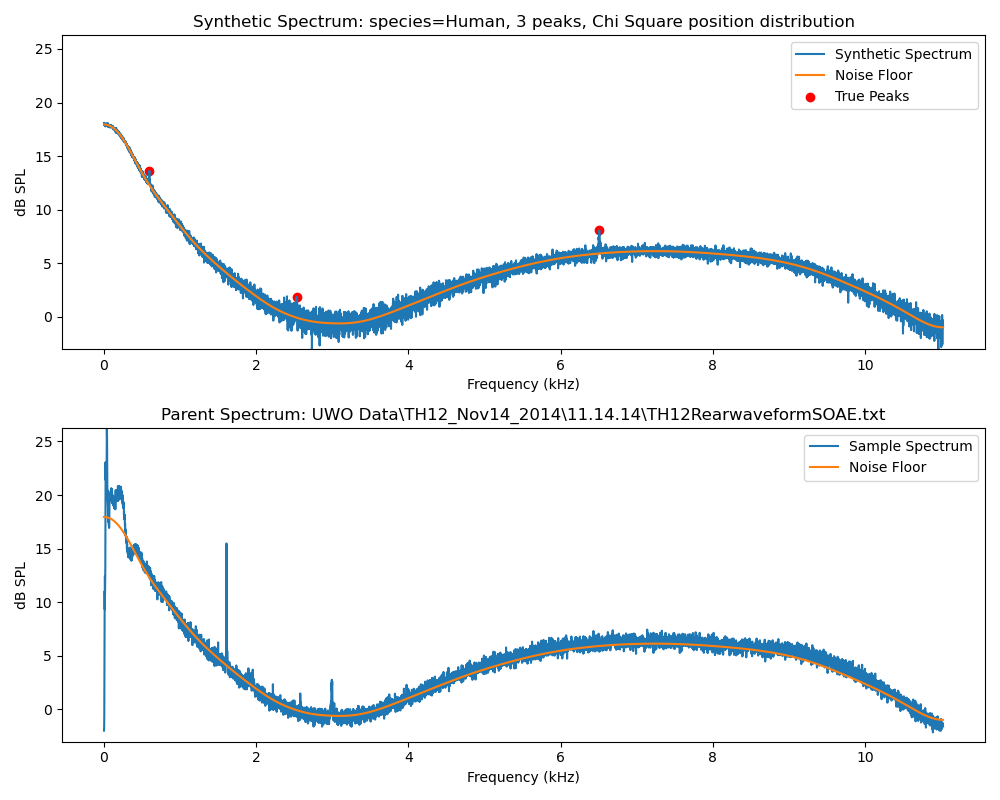 Synthetic Spectrum: species=Human, 3 peaks, Chi Square position distribution
25
20
15
10
5
0
dB SPL
Synthetic Spectrum
Noise Floor
True Peaks
0 2 4 6 8 10
Frequency (kHz)
Parent Spectrum: UWO Data\TH12_Nov14_2014\11.14.14\TH12RearwaveformSOAE.txt
25
20
15
10
5
0
dB SPL
Sample Spectrum
Noise Floor
0 2 4 6 8 10
Frequency (kHz)